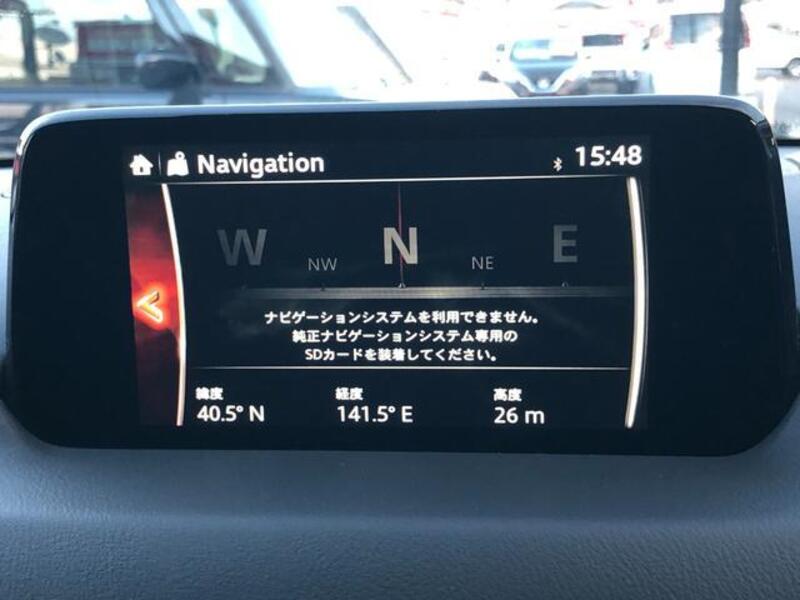 Navigation
15:48
W NW N NE E
ナビゲーションシステムを利用できません。
純正ナビゲーションシステム専用の
SDカードを装着してください。
緯度 経度 高度
40.5° N 141.5° E 26 m